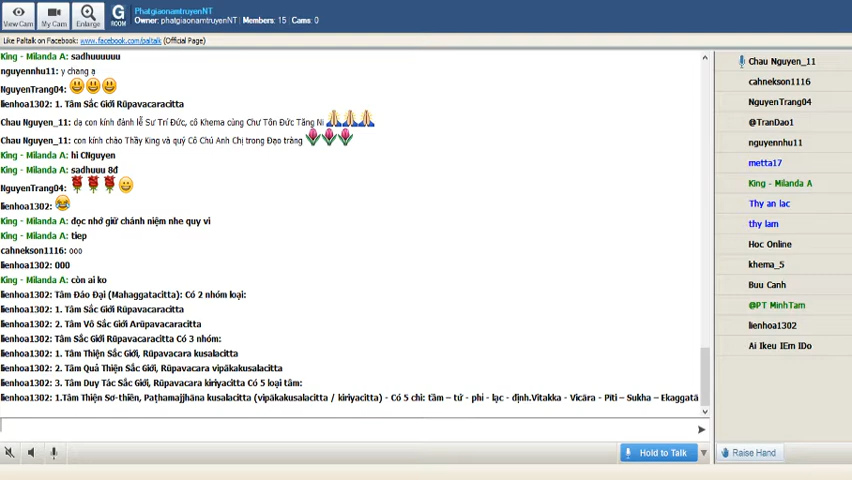 PhatgiaonamtruyenNT
Owner: phatgiaonamtruyenNT | Members: 15 | Cams: 0
View Cam
My Cam
Enlarge
G
ROOM
Like Paltalk on Facebook: www.facebook.com/paltalk (Official Page)
King - Milanda A: sadhuuuuuu
nguyennhu11: y chang ạ
NguyenTrang04:
lienhoa1302: 1. Tâm Sắc Giới Rūpavacaracitta
Chau Nguyen_11: dạ con kính đảnh lễ Sư Trí Đức, cô Khema cùng Chư Tôn Đức Tăng Ni
Chau Nguyen_11: con kính chào Thầy King và quý Cô Chú Anh Chị trong Đạo tràng
King - Milanda A: hi CNguyen
King - Milanda A: sadhuuu 8đ
NguyenTrang04:
lienhoa1302:
King - Milanda A: đọc nhớ giữ chánh niệm nhe quy vi
King - Milanda A: tiep
cahnekson1116: ooo
lienhoa1302: 000
King - Milanda A: còn ai ko
lienhoa1302: Tâm Đáo Đại (Mahaggatacitta): Có 2 nhóm loại:
lienhoa1302: 1. Tâm Sắc Giới Rūpavacaracitta
lienhoa1302: 2. Tâm Vô Sắc Giới Arūpavacaracitta
lienhoa1302: Tâm Sắc Giới Rūpavacaracitta Có 3 nhóm:
lienhoa1302: 1. Tâm Thiện Sắc Giới, Rūpavacara kusalacitta
lienhoa1302: 2. Tâm Quả Thiện Sắc Giới, Rūpavacara vipākakusalacitta
lienhoa1302: 3. Tâm Duy Tác Sắc Giới, Rūpavacara kiriyacitta Có 5 loại tâm:
lienhoa1302: 1.Tâm Thiện Sơ-thiền, Paṭhamajjhāna kusalacitta (vipākakusalacitta / kiriyacitta) - Có 5 chi: tầm – tứ - phỉ - lạc - định.Vitakka - Vicāra - Pīti – Sukha – Ekaggatā
Chau Nguyen_11
cahnekson1116
NguyenTrang04
@TranDao1
nguyennhu11
metta17
King - Milanda A
Thy an lac
thy lam
Hoc Online
khema_5
Buu Canh
@PT MinhTam
lienhoa1302
Ai Ikeu IEm IDo
Hold to Talk
Raise Hand